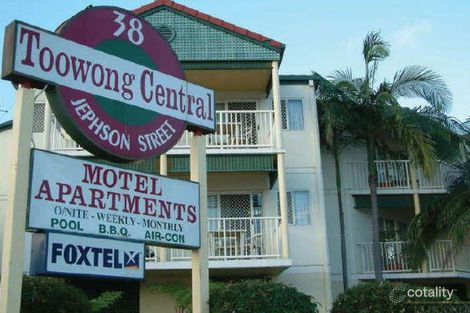 38
Toowong Central
JEPHSON STREET
MOTEL
APARTMENTS
O/NITE - WEEKLY - MONTHLY
POOL B.B.Q. AIR-CON
FOXTEL
cotality